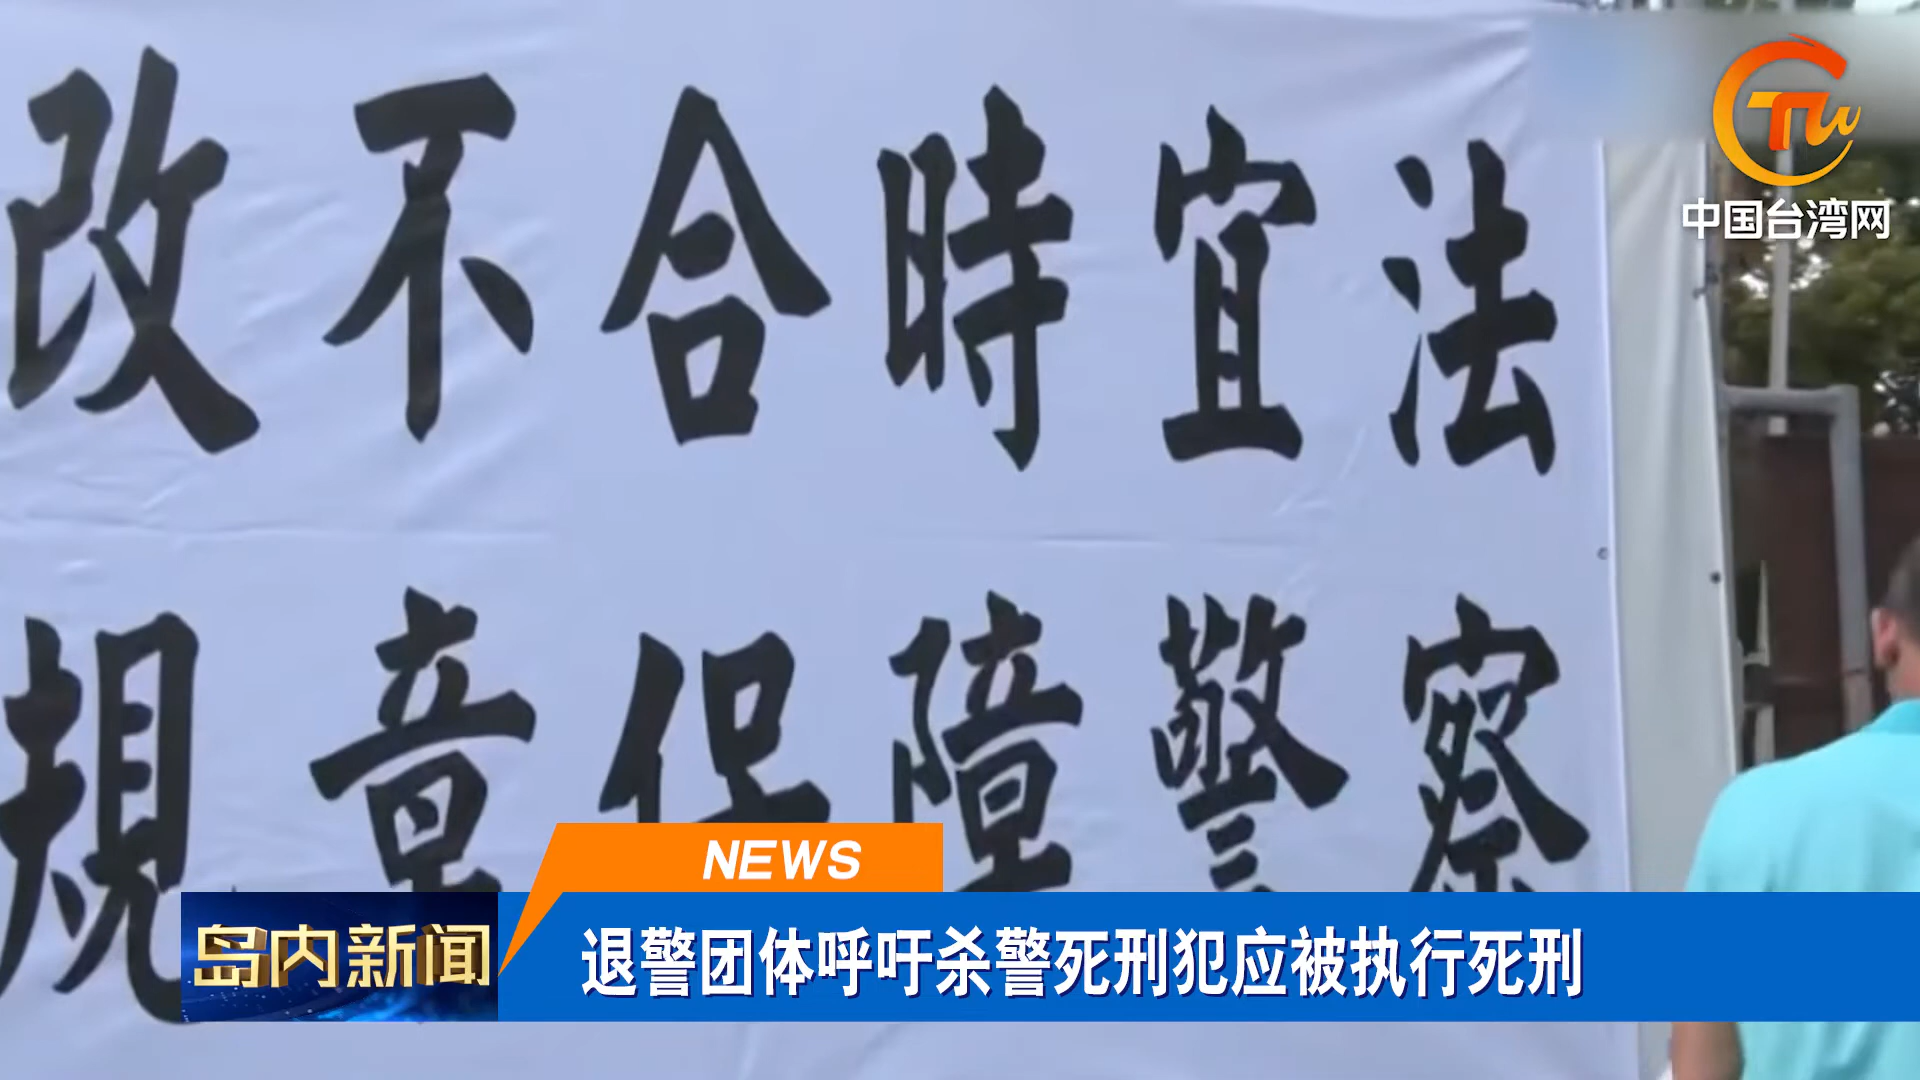 改不合時宜法
規章保障警察
TW
中国台湾网
NEWS
岛内新闻
退警团体呼吁杀警死刑犯应被执行死刑